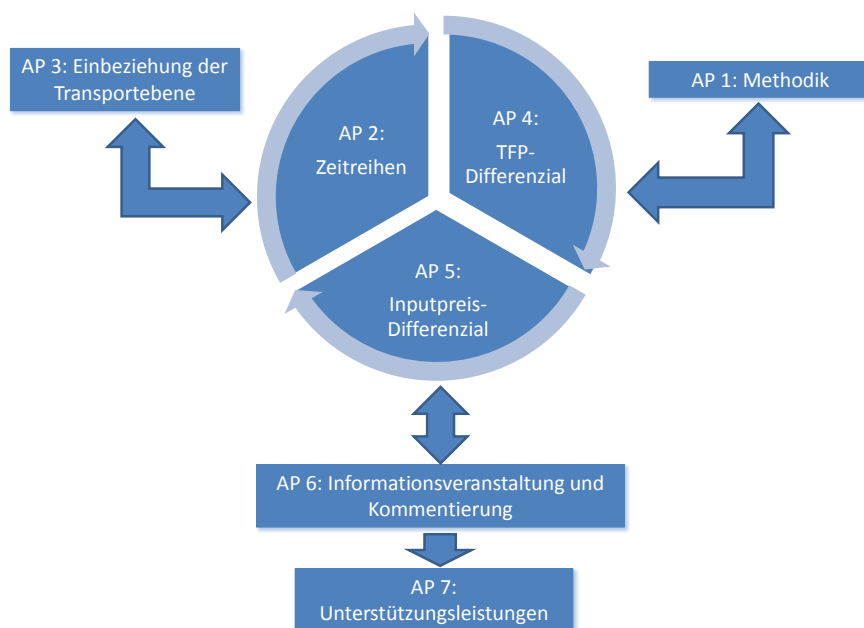 AP 3: Einbeziehung der
Transportebene
AP 1: Methodik
AP 2:
Zeitreihen
AP 4:
TFP-
Differenzial
AP 5:
Inputpreis-
Differenzial
AP 6: Informationsveranstaltung und
Kommentierung
AP 7:
Unterstützungsleistungen